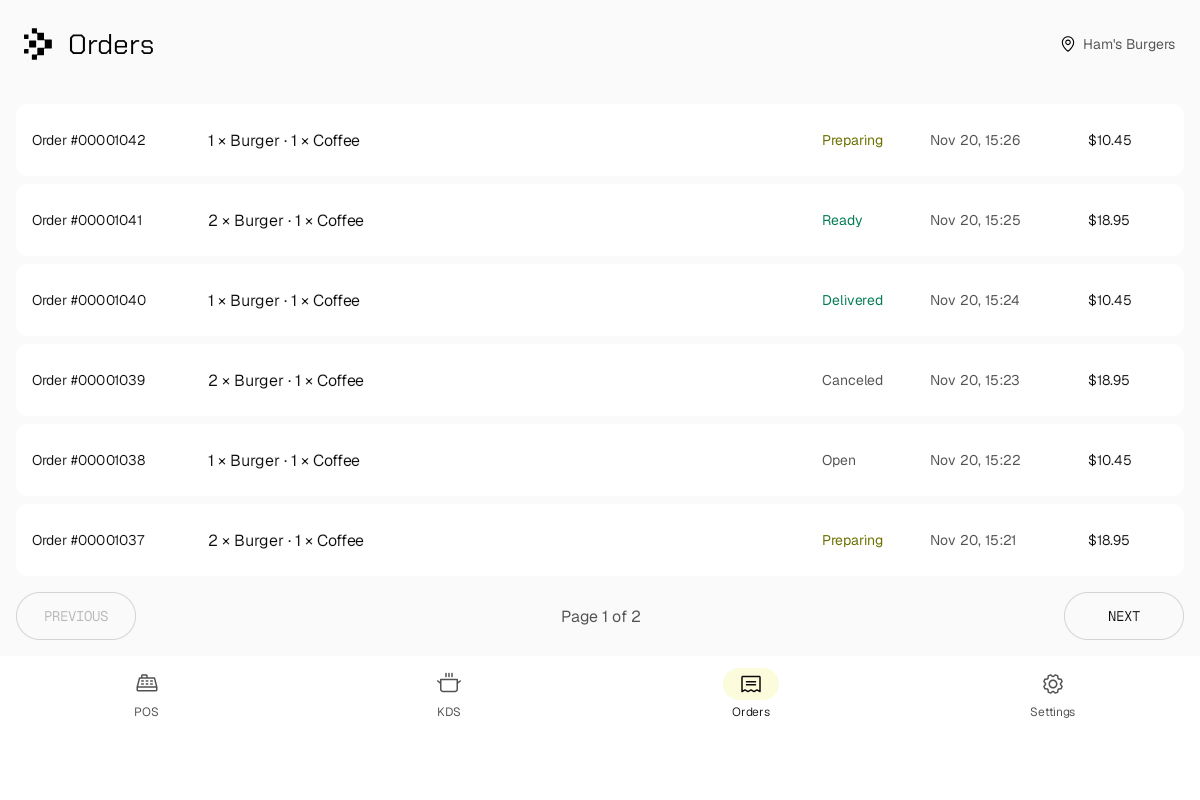 Orders
Ham's Burgers
Order #00001042 1 × Burger · 1 × Coffee Preparing Nov 20, 15:26 $10.45
Order #00001041 2 × Burger · 1 × Coffee Ready Nov 20, 15:25 $18.95
Order #00001040 1 × Burger · 1 × Coffee Delivered Nov 20, 15:24 $10.45
Order #00001039 2 × Burger · 1 × Coffee Canceled Nov 20, 15:23 $18.95
Order #00001038 1 × Burger · 1 × Coffee Open Nov 20, 15:22 $10.45
Order #00001037 2 × Burger · 1 × Coffee Preparing Nov 20, 15:21 $18.95
PREVIOUS Page 1 of 2 NEXT
POS KDS Orders Settings